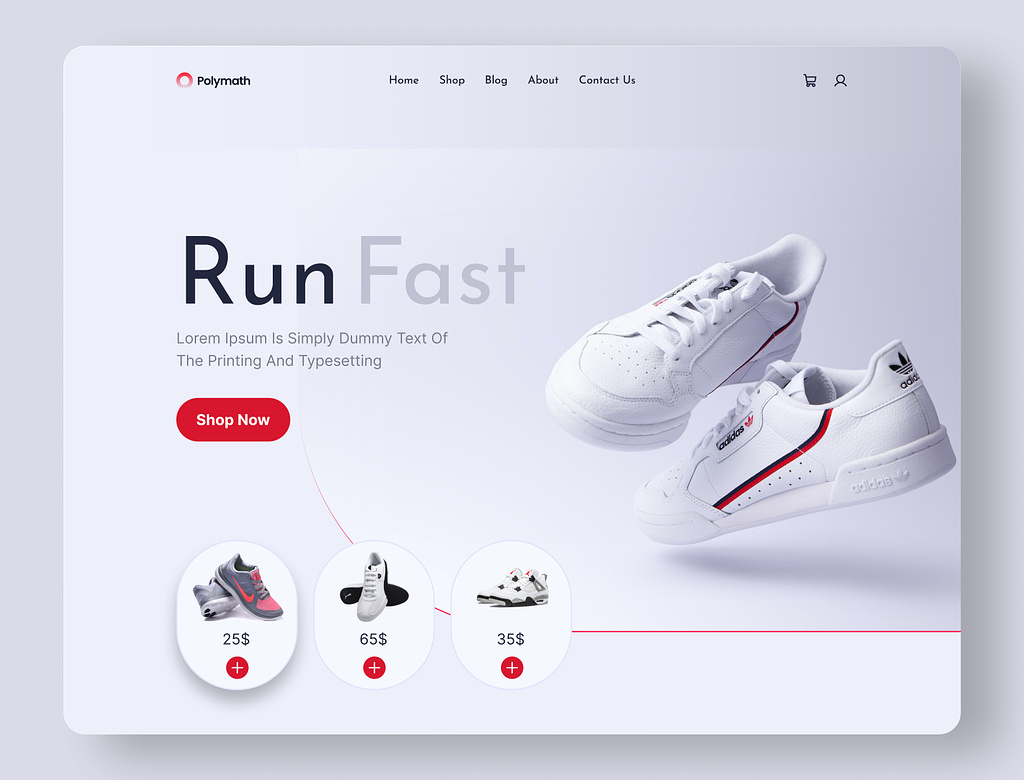 Polymath
Home Shop Blog About Contact Us
Run Fast
Lorem Ipsum Is Simply Dummy Text Of
The Printing And Typesetting
Shop Now
adidas
adidas
adidas
25$ 65$ 35$